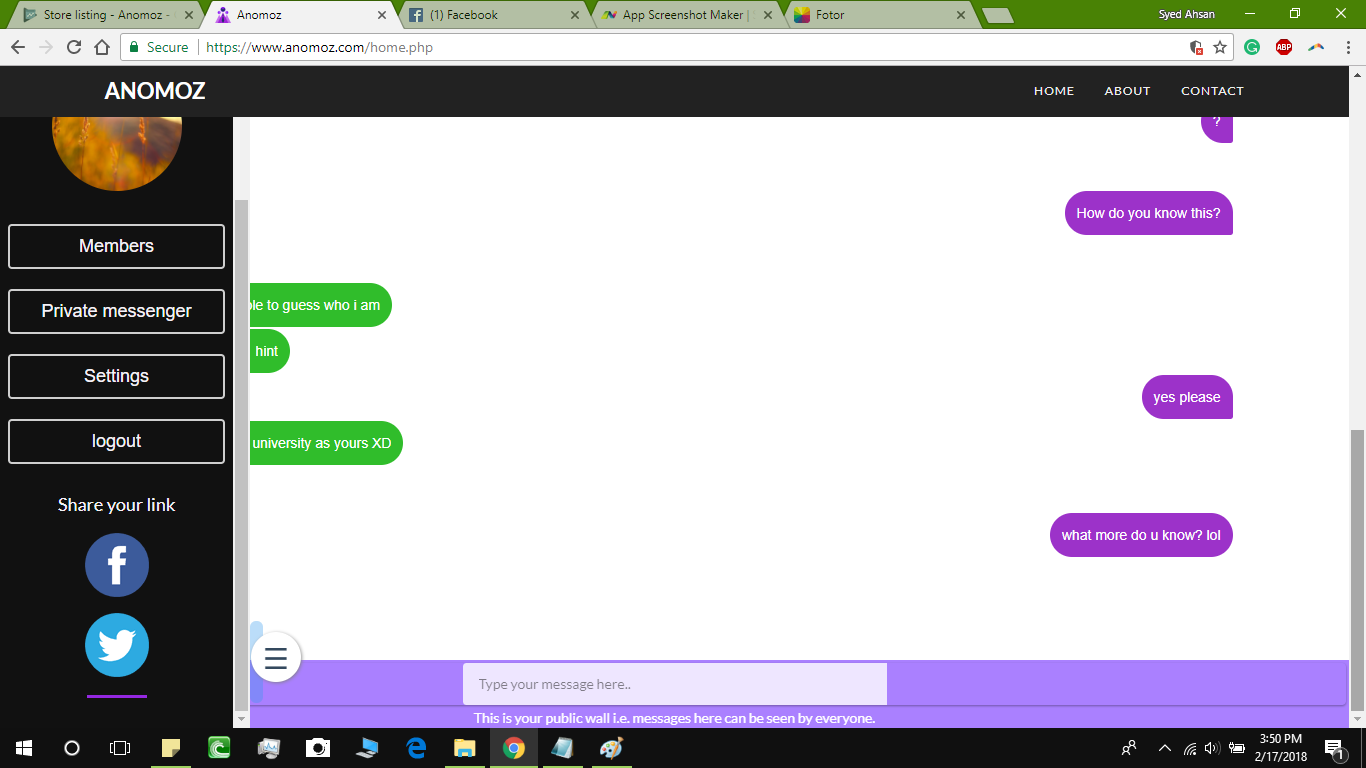 Store listing - Anomoz -
Anomoz
(1) Facebook
App Screenshot Maker |
Fotor
Syed Ahsan
Secure
https://www.anomoz.com/home.php
ABP
ANOMOZ
HOME
ABOUT
CONTACT
?
How do you know this?
Members
to guess who i am
Private messenger
hint
Settings
yes please
logout
university as yours XD
Share your link
what more do u know? lol
Type your message here..
This is your public wall i.e. messages here can be seen by everyone.
3:50 PM
2/17/2018
1